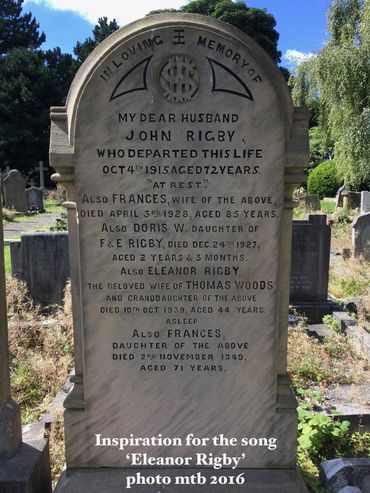 IN LOVING MEMORY OF
IHS
MY DEAR HUSBAND
JOHN RIGBY,
WHO DEPARTED THIS LIFE
OCT 4TH 1915, AGED 72 YEARS.
"AT REST."
ALSO FRANCES, WIFE OF THE ABOVE,
DIED APRIL 3RD 1928, AGED 85 YEARS.
ALSO DORIS W. DAUGHTER OF
F & E RIGBY, DIED DEC. 24TH 1927,
AGED 2 YEARS & 3 MONTHS.
ALSO ELEANOR RIGBY,
THE BELOVED WIFE OF THOMAS WOODS
AND GRANDDAUGHTER OF THE ABOVE
DIED 10TH OCT 1939, AGED 44 YEARS.
ASLEEP
ALSO FRANCES,
DAUGHTER OF THE ABOVE
DIED 2ND NOVEMBER 1949,
AGED 71 YEARS.
Inspiration for the song
‘Eleanor Rigby’
photo mtb 2016